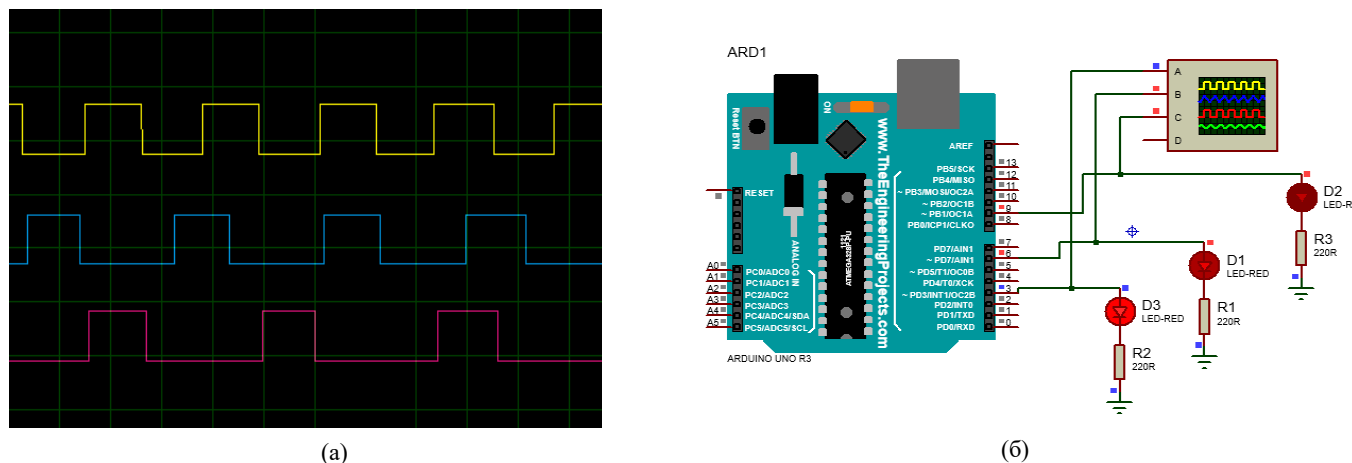 ARD1
Reset BTN
ON
www.TheEngineeringProjects.com
RESET
ANALOG IN
ATMEGA328P-PU
1121
AREF
PB5/SCK
13
PB4/MISO
12
~ PB3/MOSI/OC2A
11
~ PB2/OC1B
10
~ PB1/OC1A
9
PB0/ICP1/CLKO
8
PD7/AIN1
7
~ PD7/AIN1
6
~ PD5/T1/OC0B
5
PD4/T0/XCK
4
~ PD3/INT1/OC2B
3
PD2/INT0
2
PD1/TXD
1
PD0/RXD
0
A0
PC0/ADC0
A1
PC1/ADC1
A2
PC2/ADC2
A3
PC3/ADC3
A4
PC4/ADC4/SDA
A5
PC5/ADC5/SCL
ARDUINO UNO R3
A
B
C
D
D2
LED-R
R3
220R
D1
LED-RED
R1
220R
D3
LED-RED
R2
220R
(а)
(б)